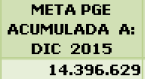 META PGE
ACUMULADA A:
DIC 2015
14.396.629